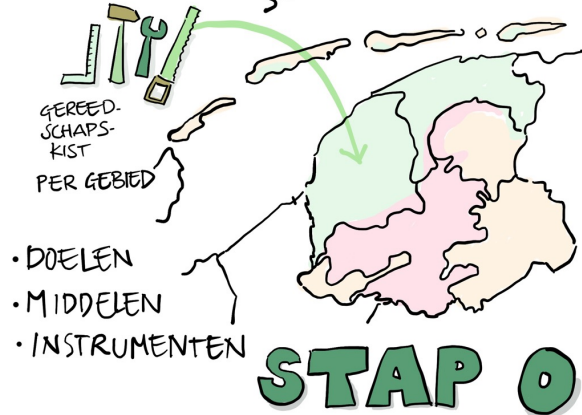 GEREED-
SCHAPS-
KIST
PER GEBIED
• DOELEN
• MIDDELEN
• INSTRUMENTEN
STAP 0